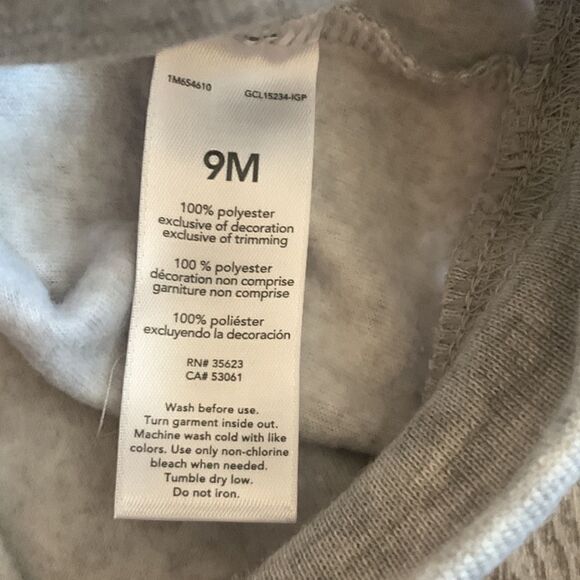 1M6S4610
GCL15234-IGP
9M
100% polyester
exclusive of decoration
exclusive of trimming
100 % polyester
décoration non comprise
garniture non comprise
100% poliéster
excluyendo la decoración
RN# 35623
CA# 53061
Wash before use.
Turn garment inside out.
Machine wash cold with like
colors. Use only non-chlorine
bleach when needed.
Tumble dry low.
Do not iron.